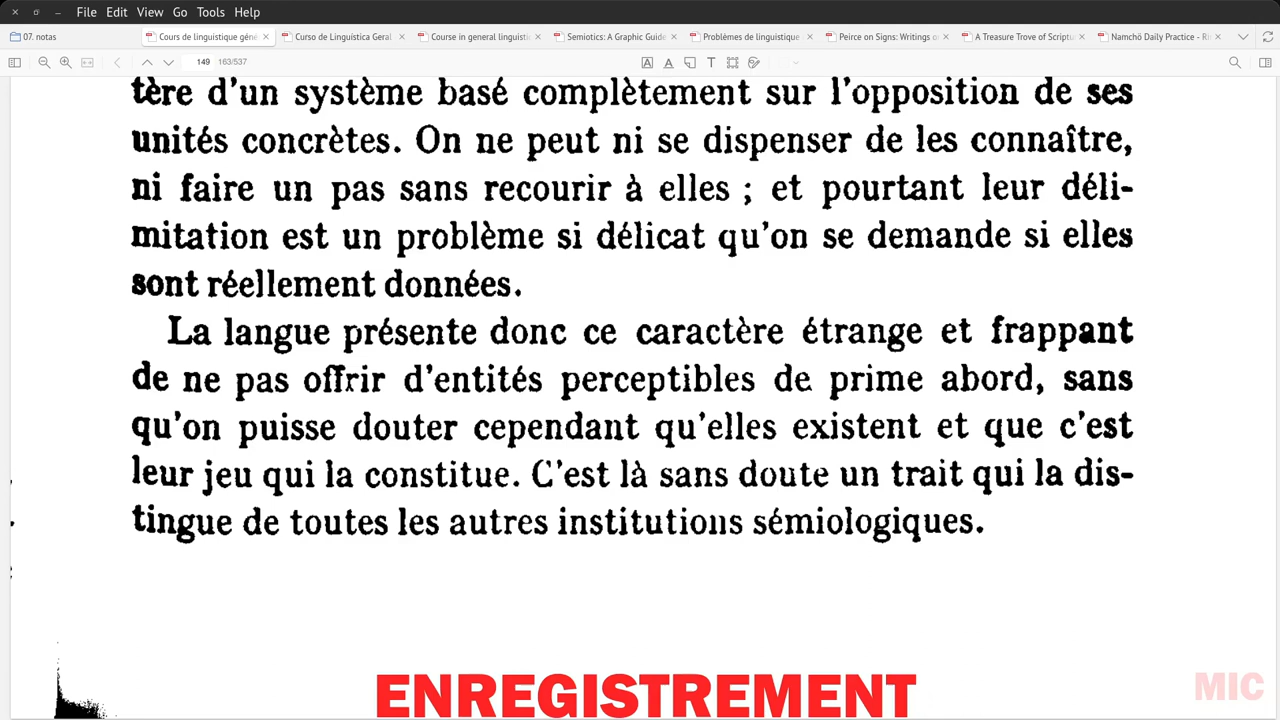 File Edit View Go Tools Help
07. notas Cours de linguistique géné Curso de Linguística Geral Course in general linguisti Semiotics: A Graphic Guide Problèmes de linguistique Peirce on Signs: Writings o A Treasure Trove of Script Namchö Daily Practice - Ri
149 163/537
tère d'un système basé complètement sur l'opposition de ses
unités concrètes. On ne peut ni se dispenser de les connaître,
ni faire un pas sans recourir à elles ; et pourtant leur déli-
mitation est un problème si délicat qu'on se demande si elles
sont réellement données.
La langue présente donc ce caractère étrange et frappant
de ne pas offrir d'entités perceptibles de prime abord, sans
qu'on puisse douter cependant qu'elles existent et que c'est
leur jeu qui la constitue. C'est là sans doute un trait qui la dis-
tingue de toutes les autres institutions sémiologiques.
ENREGISTREMENT
MIC